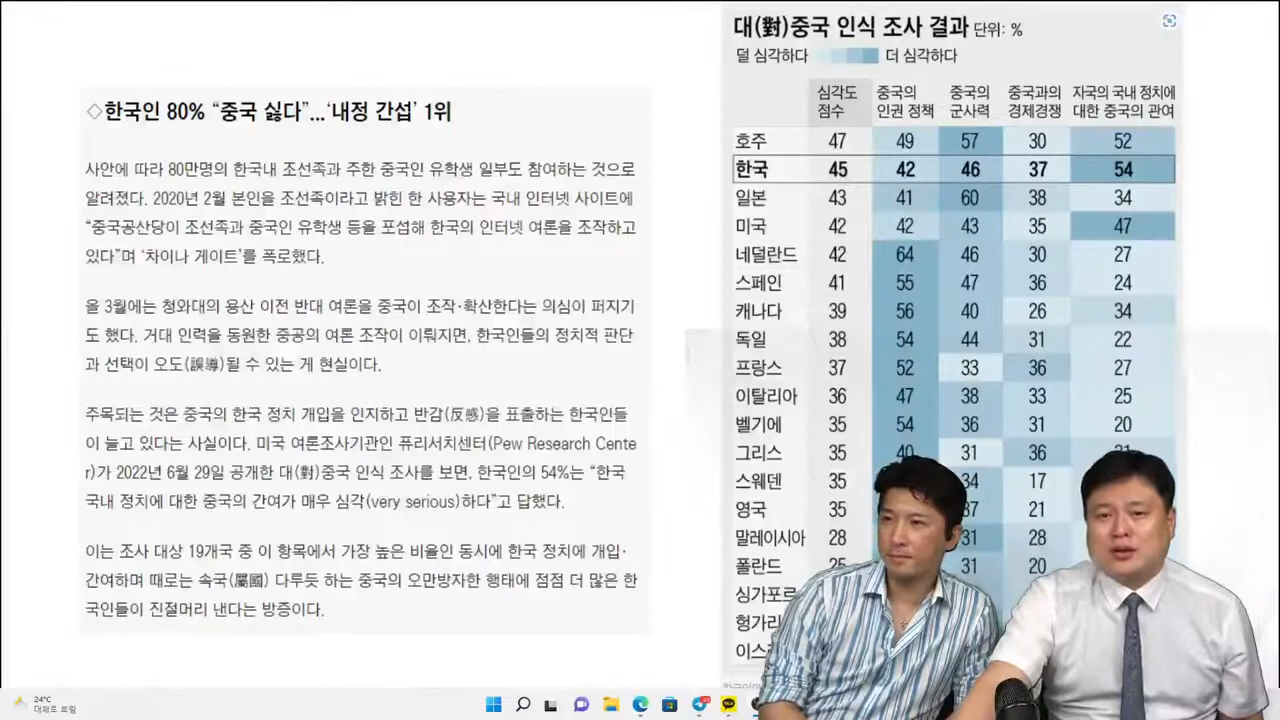 ◇한국인 80% “중국 싫다”...‘내정 간섭’ 1위
사안에 따라 80만명의 한국내 조선족과 주한 중국인 유학생 일부도 참여하는 것으로
알려졌다. 2020년 2월 본인을 조선족이라고 밝힌 한 사용자는 국내 인터넷 사이트에
“중국공산당이 조선족과 중국인 유학생 등을 포섭해 한국의 인터넷 여론을 조작하고
있다”며 ‘차이나 게이트’를 폭로했다.
올 3월에는 청와대의 용산 이전 반대 여론을 중국이 조작·확산한다는 의심이 퍼지기
도 했다. 거대 인력을 동원한 중공의 여론 조작이 이뤄지면, 한국인들의 정치적 판단
과 선택이 오도(誤導)될 수 있는 게 현실이다.
주목되는 것은 중국의 한국 정치 개입을 인지하고 반감(反感)을 표출하는 한국인들
이 늘고 있다는 사실이다. 미국 여론조사기관인 퓨리서치센터(Pew Research Cente
r)가 2022년 6월 29일 공개한 대(對)중국 인식 조사를 보면, 한국인의 54%는 “한국
국내 정치에 대한 중국의 간여가 매우 심각(very serious)하다”고 답했다.
이는 조사 대상 19개국 중 이 항목에서 가장 높은 비율인 동시에 한국 정치에 개입·
간여하며 때로는 속국(屬國) 다루듯 하는 중국의 오만방자한 행태에 점점 더 많은 한
국인들이 진절머리 낸다는 방증이다.
대(對)중국 인식 조사 결과 단위: %
덜 심각하다 더 심각하다
심각도 중국의 중국의 중국과의 자국의 국내 정치에
점수 인권 정책 군사력 경제경쟁 대한 중국의 관여
호주 47 49 57 30 52
한국 45 42 46 37 54
일본 43 41 60 38 34
미국 42 42 43 35 47
네덜란드 42 64 46 30 27
스페인 41 55 47 36 24
캐나다 39 56 40 26 34
독일 38 54 44 31 22
프랑스 37 52 33 36 27
이탈리아 36 47 38 33 25
벨기에 35 54 36 31 20
그리스 35 40 31 36
스웨덴 35 34 17
영국 35 37 21
말레이시아 28 31 28
폴란드 25 31 20
싱가포르
헝가리
24°C
대체로 흐림